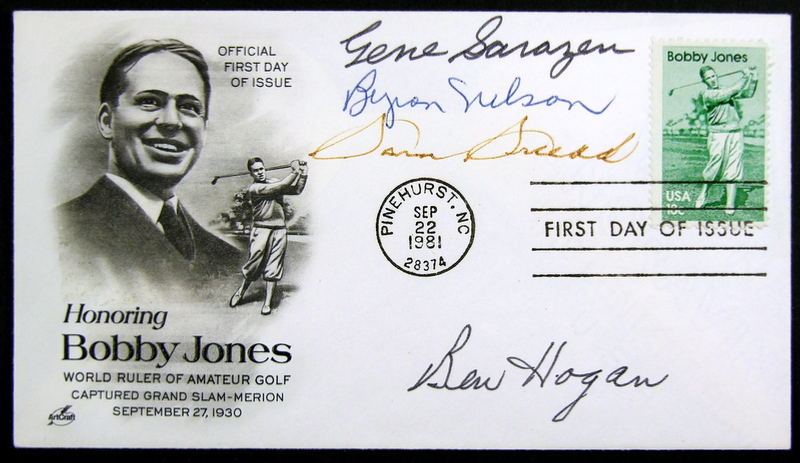 OFFICIAL
FIRST DAY
OF ISSUE
Gene Sarazen
Byron Nelson
Sam Snead
Bobby Jones
USA
18c
PINEHURST, NC
SEP
22
1981
28374
FIRST DAY OF ISSUE
Honoring
Bobby Jones
WORLD RULER OF AMATEUR GOLF
CAPTURED GRAND SLAM-MERION
SEPTEMBER 27, 1930
ArtCraft
Ben Hogan